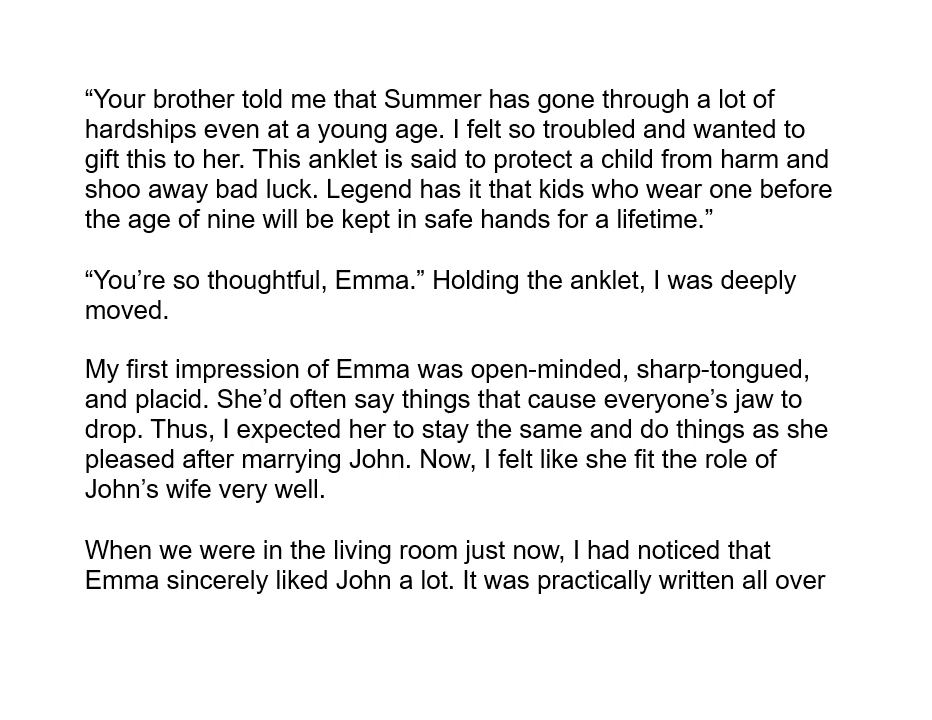 “Your brother told me that Summer has gone through a lot of
hardships even at a young age. I felt so troubled and wanted to
gift this to her. This anklet is said to protect a child from harm and
shoo away bad luck. Legend has it that kids who wear one before
the age of nine will be kept in safe hands for a lifetime.”
“You’re so thoughtful, Emma.” Holding the anklet, I was deeply
moved.
My first impression of Emma was open-minded, sharp-tongued,
and placid. She’d often say things that cause everyone’s jaw to
drop. Thus, I expected her to stay the same and do things as she
pleased after marrying John. Now, I felt like she fit the role of
John’s wife very well.
When we were in the living room just now, I had noticed that
Emma sincerely liked John a lot. It was practically written all over